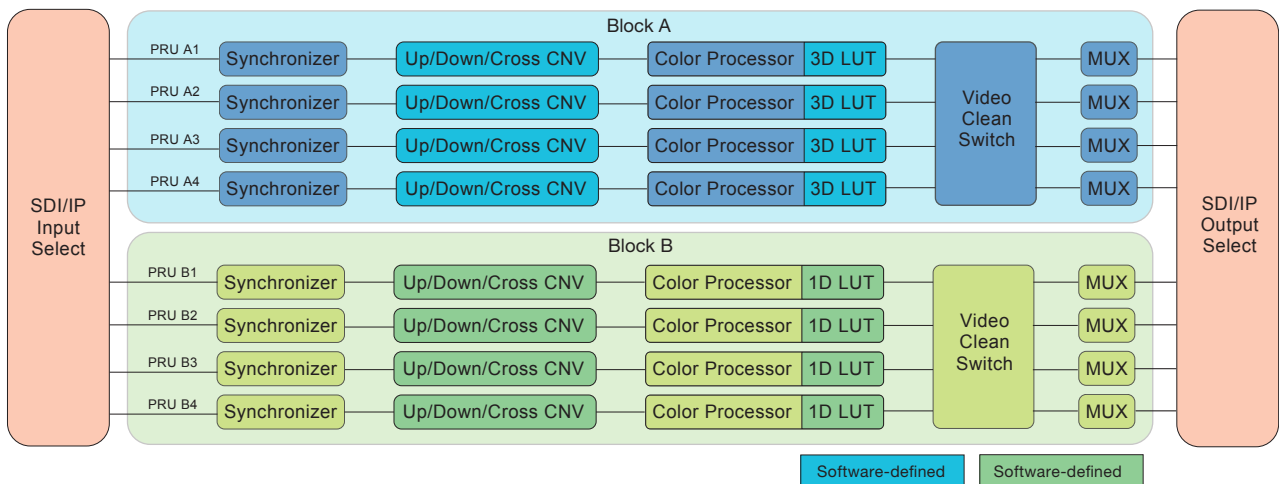 Block A
PRU A1
Synchronizer
Up/Down/Cross CNV
Color Processor
3D LUT
MUX
PRU A2
Synchronizer
Up/Down/Cross CNV
Color Processor
3D LUT
MUX
PRU A3
Synchronizer
Up/Down/Cross CNV
Color Processor
3D LUT
MUX
PRU A4
Synchronizer
Up/Down/Cross CNV
Color Processor
3D LUT
MUX
Video
Clean
Switch
SDI/IP
Input
Select
SDI/IP
Output
Select
Block B
PRU B1
Synchronizer
Up/Down/Cross CNV
Color Processor
1D LUT
MUX
PRU B2
Synchronizer
Up/Down/Cross CNV
Color Processor
1D LUT
MUX
PRU B3
Synchronizer
Up/Down/Cross CNV
Color Processor
1D LUT
MUX
PRU B4
Synchronizer
Up/Down/Cross CNV
Color Processor
1D LUT
MUX
Video
Clean
Switch
Software-defined
Software-defined